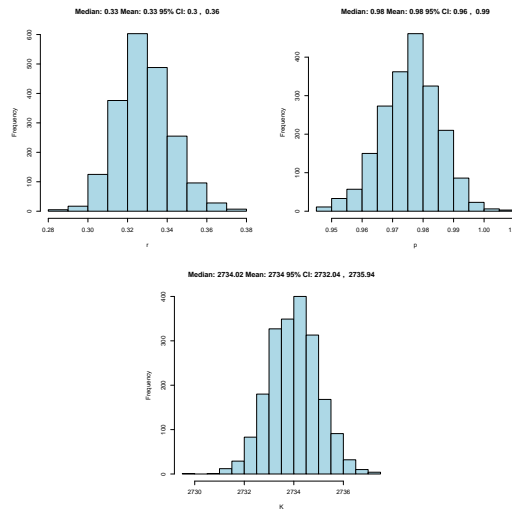 Median: 0.33 Mean: 0.33 95% CI: 0.3 , 0.36
Frequency
0 100 200 300 400 500 600
0.28 0.30 0.32 0.34 0.36 0.38
r
Median: 0.98 Mean: 0.98 95% CI: 0.96 , 0.99
Frequency
0 100 200 300 400
0.95 0.96 0.97 0.98 0.99 1.00
p
Median: 2734.02 Mean: 2734 95% CI: 2732.04 , 2735.94
Frequency
0 100 200 300 400
2730 2732 2734 2736
K